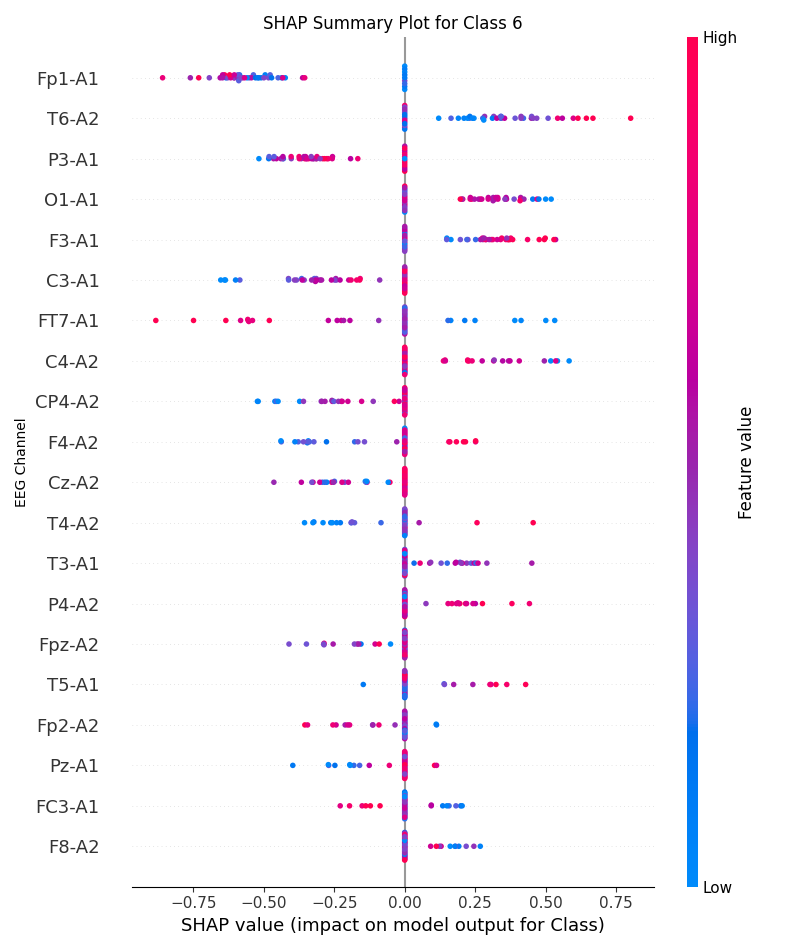 SHAP Summary Plot for Class 6
High
Fp1-A1
T6-A2
P3-A1
O1-A1
F3-A1
C3-A1
FT7-A1
C4-A2
CP4-A2
F4-A2
Cz-A2
T4-A2
T3-A1
P4-A2
Fpz-A2
T5-A1
Fp2-A2
Pz-A1
FC3-A1
F8-A2
EEG Channel
Feature value
Low
−0.75 −0.50 −0.25 0.00 0.25 0.50 0.75
SHAP value (impact on model output for Class)